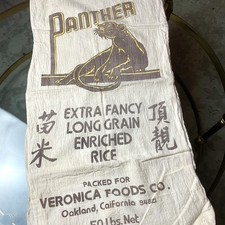 PANTHER
EXTRA FANCY
LONG GRAIN
ENRICHED
RICE
苗米
頂靚
PACKED FOR
VERONICA FOODS CO.
Oakland, California
50 Lbs. Net